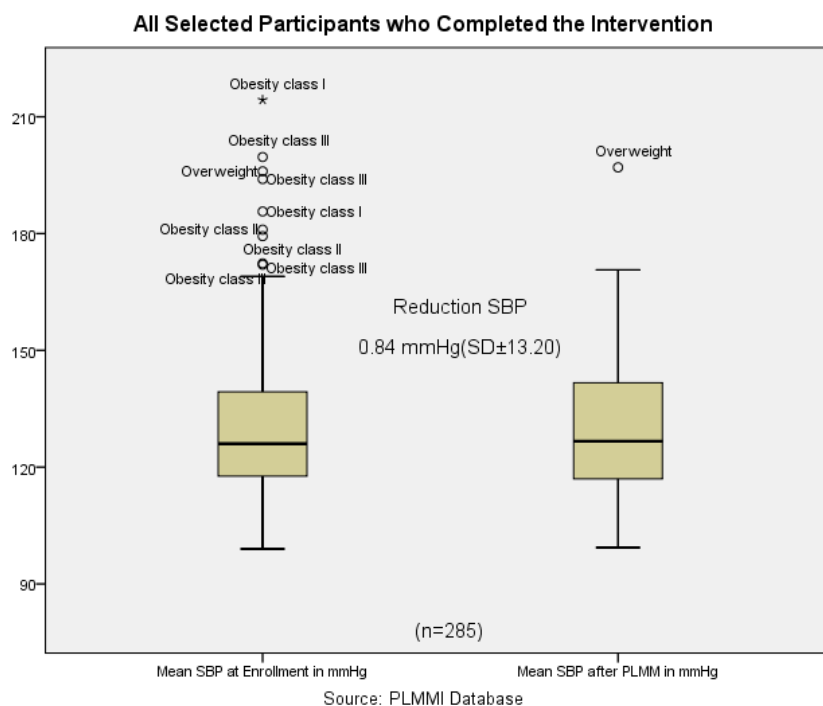 All Selected Participants who Completed the Intervention
Obesity class I
210
Obesity class III
Overweight
Overweight
Obesity class III
Obesity class I
180
Obesity class II
Obesity class II
Obesity class III
Obesity class II
Reduction SBP
150
0.84 mmHg(SD±13.20)
120
90
(n=285)
Mean SBP at Enrollment in mmHg
Mean SBP after PLMM in mmHg
Source: PLMMI Database